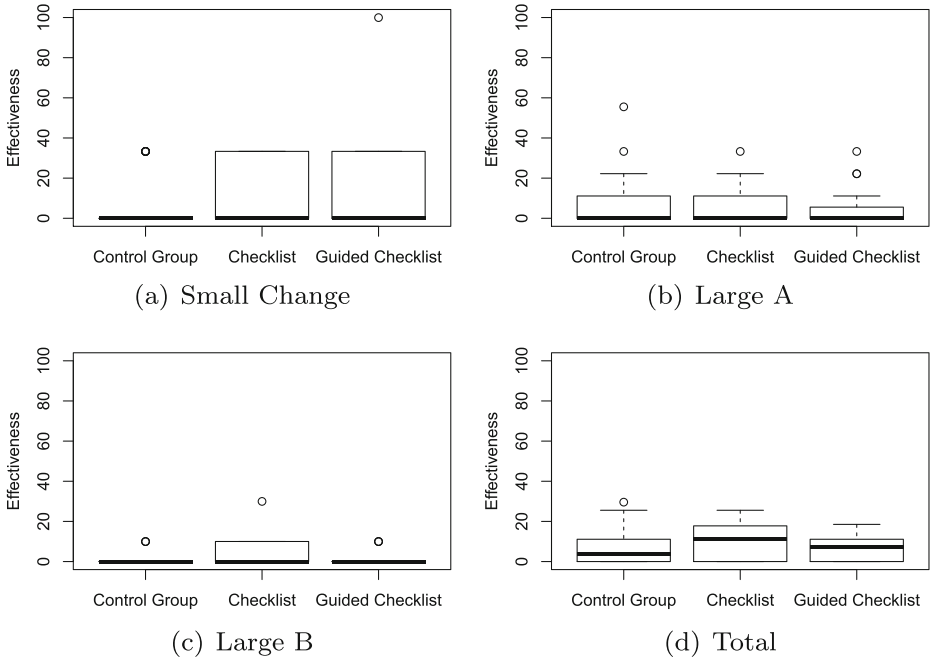 Effectiveness
0 20 40 60 80 100
Control Group Checklist Guided Checklist
(a) Small Change
Effectiveness
0 20 40 60 80 100
Control Group Checklist Guided Checklist
(b) Large A
Effectiveness
0 20 40 60 80 100
Control Group Checklist Guided Checklist
(c) Large B
Effectiveness
0 20 40 60 80 100
Control Group Checklist Guided Checklist
(d) Total